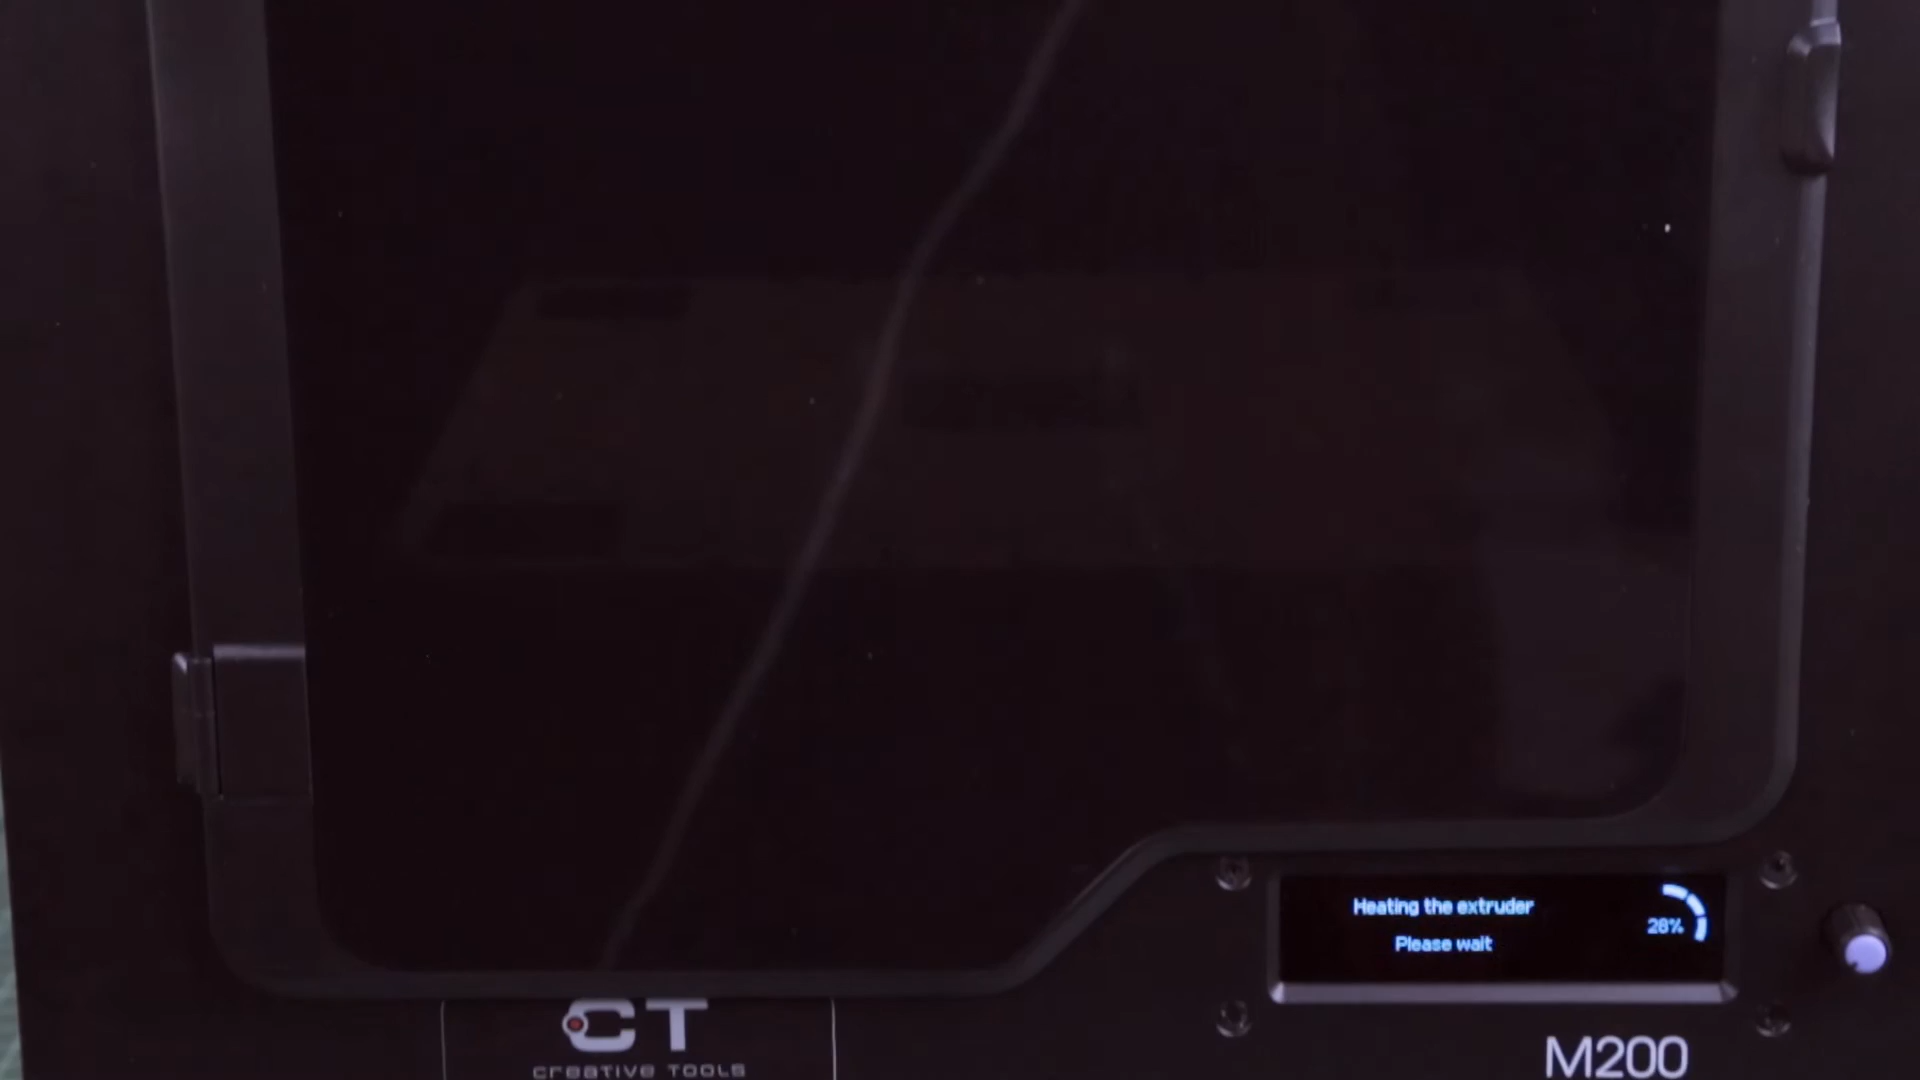 Heating the extruder
28%
Please wait
M200
CT
CREATIVE TOOLS